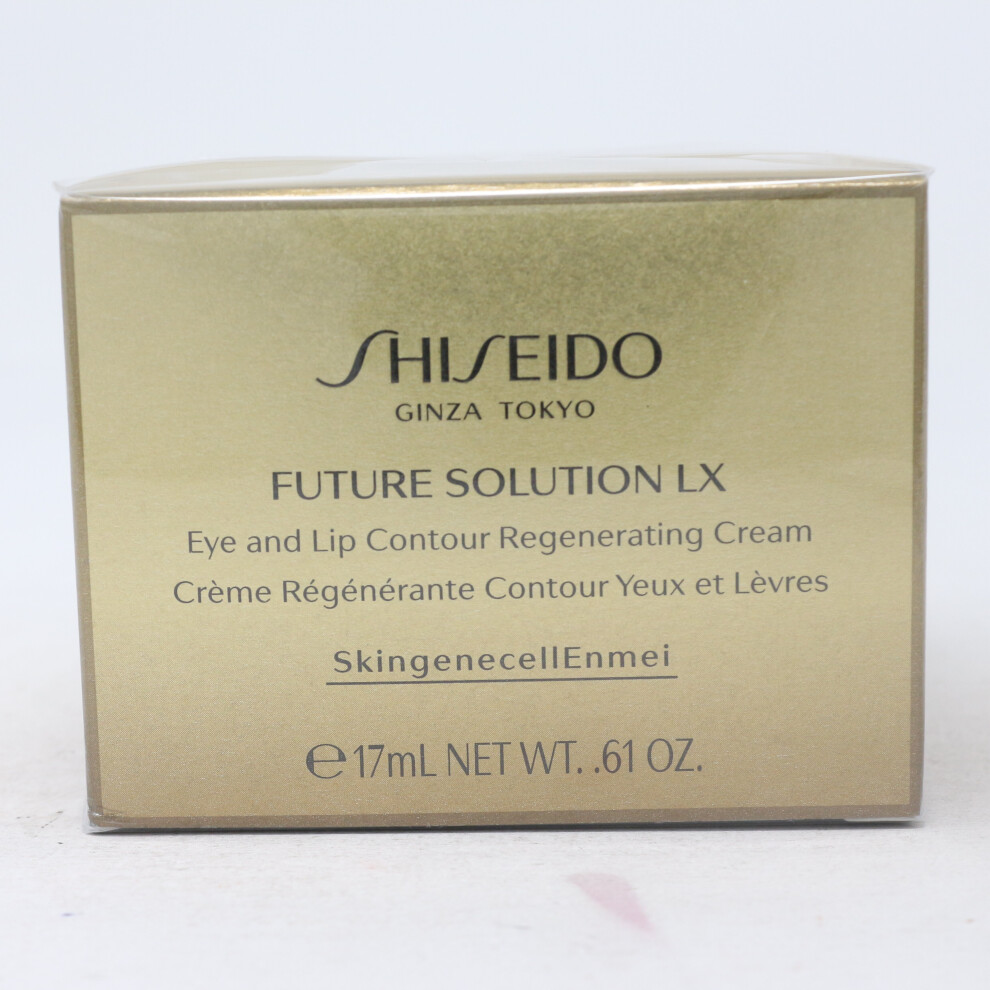 SHISEIDO
GINZA TOKYO
FUTURE SOLUTION LX
Eye and Lip Contour Regenerating Cream
Crème Régénérante Contour Yeux et Lèvres
SkingenecellEnmei
℮17mL NET WT. .61 OZ.